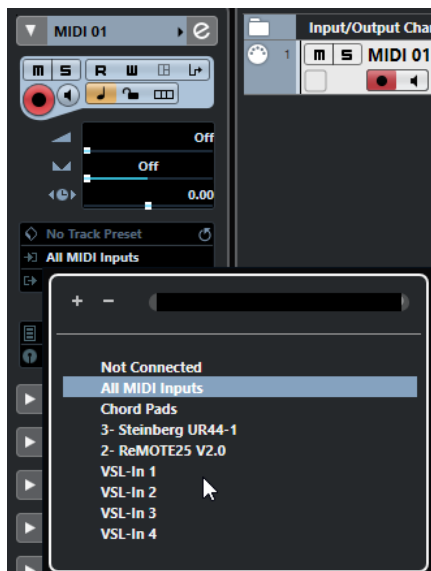 MIDI 01
m S R W
Off
Off
0.00
No Track Preset
All MIDI Inputs
+ −
Not Connected
All MIDI Inputs
Chord Pads
3- Steinberg UR44-1
2- ReMOTE25 V2.0
VSL-In 1
VSL-In 2
VSL-In 3
VSL-In 4
Input/Output Cha
1 m S MIDI 01